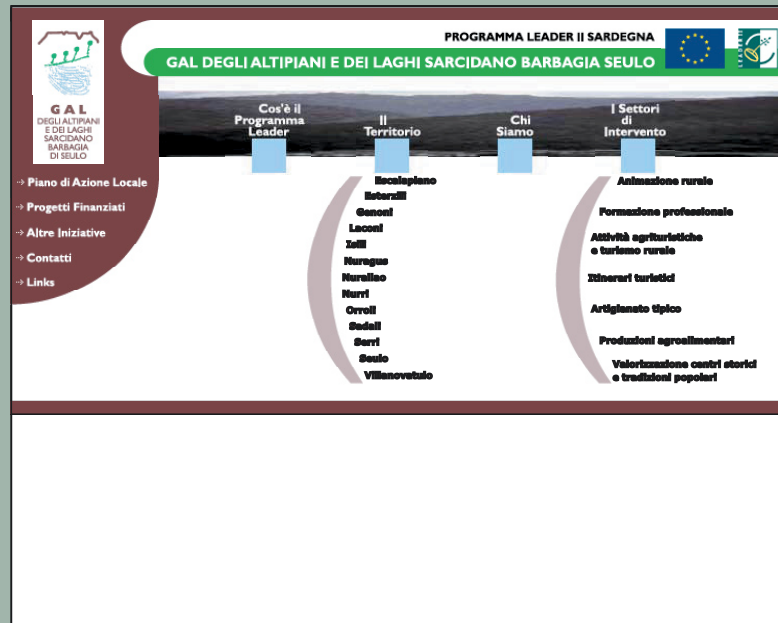 PROGRAMMA LEADER II SARDEGNA
GAL DEGLI ALTIPIANI E DEI LAGHI SARCIDANO BARBAGIA SEULO
GAL
DEGLI ALTIPIANI
E DEI LAGHI
SARCIDANO
BARBAGIA
DI SEULO
Cos'è il
Programma
Leader
Il
Territorio
Chi
Siamo
I Settori
di
Intervento
Piano di Azione Locale
Progetti Finanziati
Altre Iniziative
Contatti
Links
Escalaplano
Esterzili
Genoni
Laconi
Isili
Nuragus
Nurallao
Nurri
Orroli
Sadali
Serri
Seulo
Villanovatulo
Animazione rurale
Formazione professionale
Attività agrituristiche
e turismo rurale
Itinerari turistici
Artigianato tipico
Produzioni agroalimentari
Valorizzazione centri storici
e tradizioni popolari